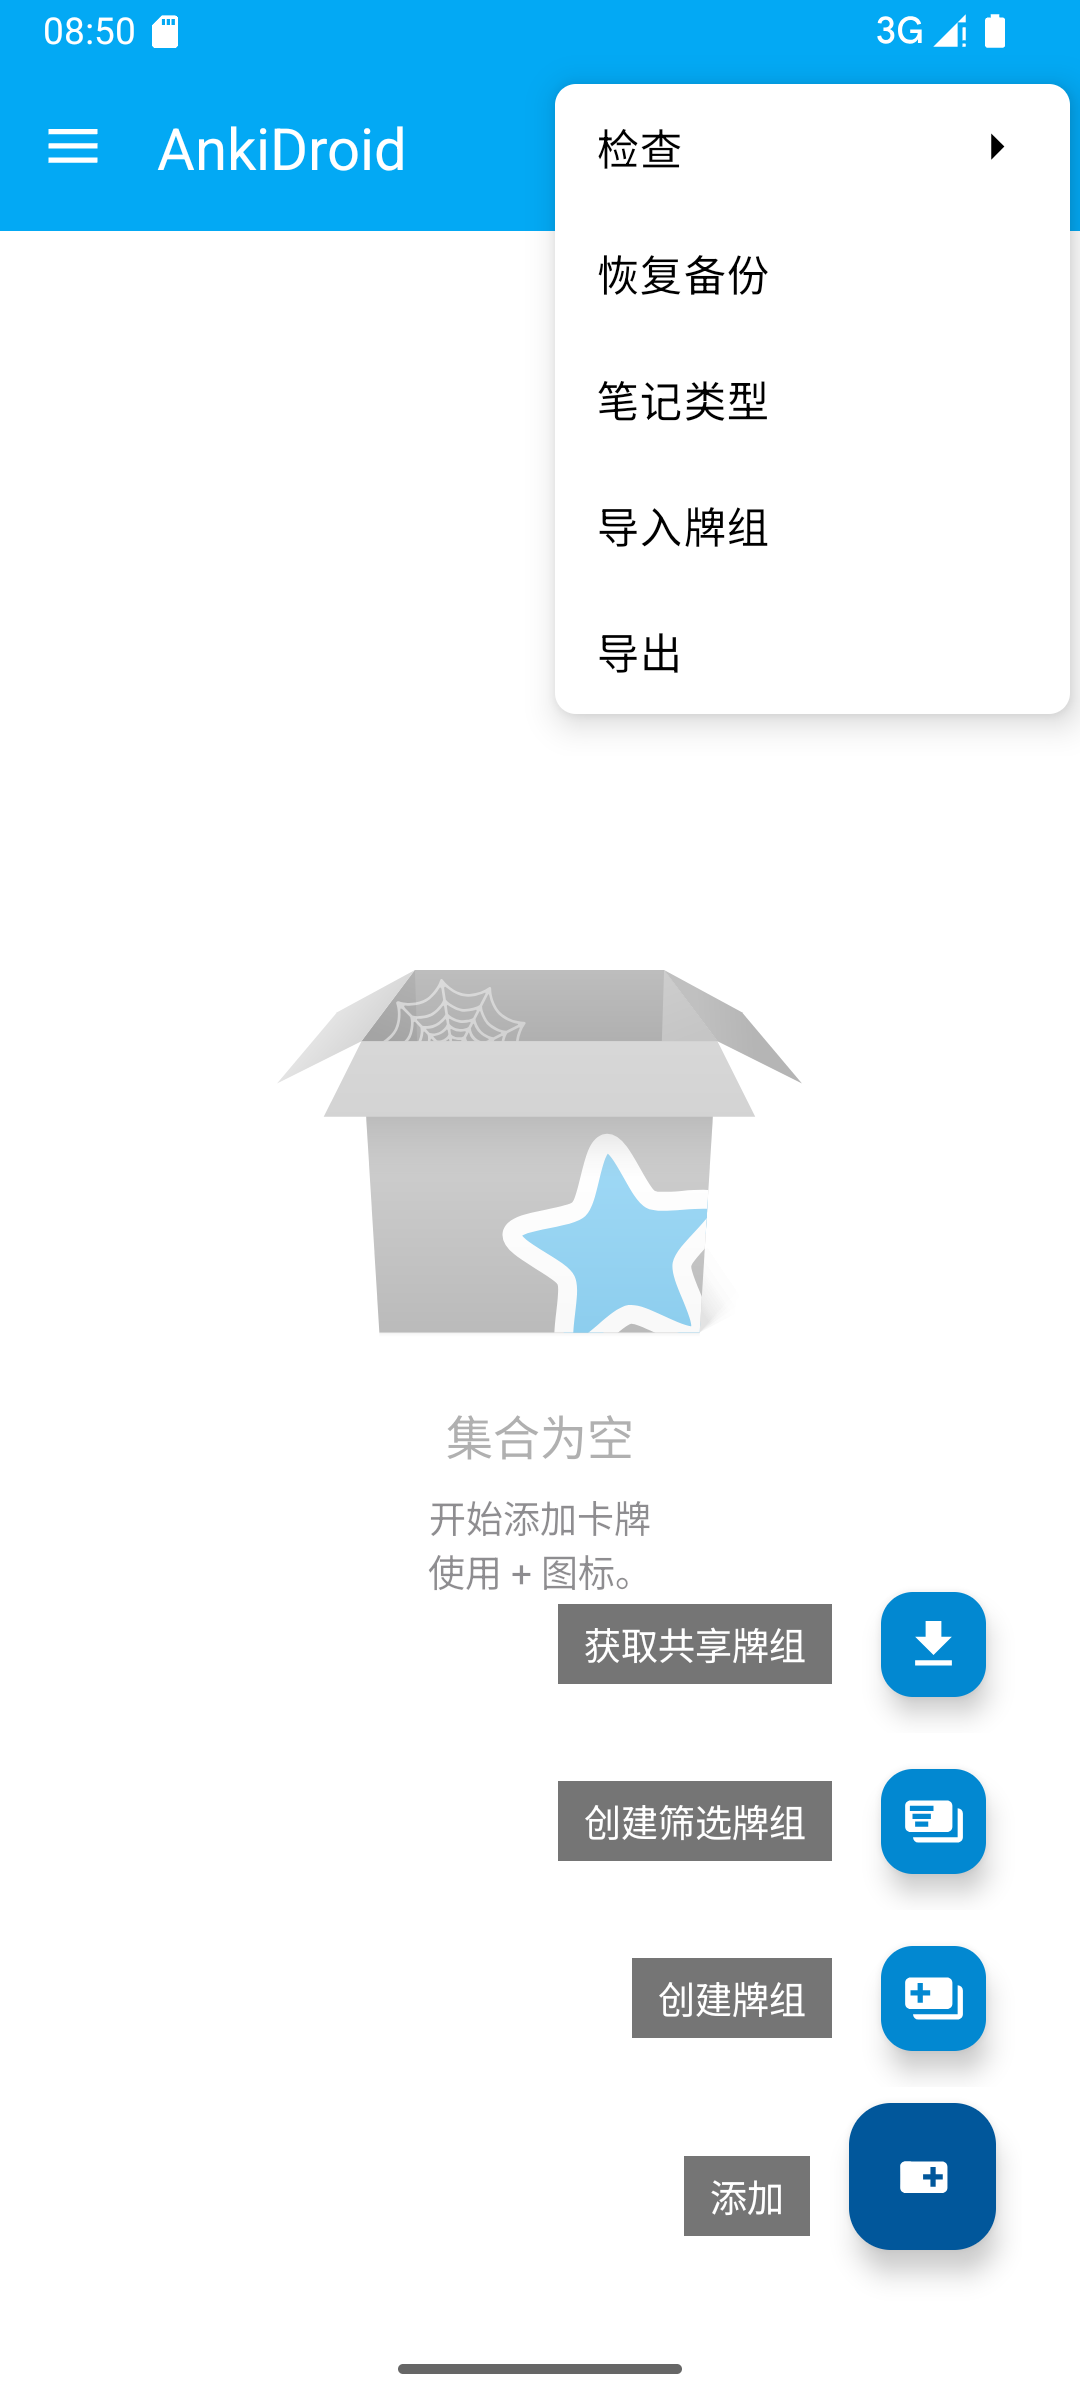 08:50
3G
AnkiDroid
检查
恢复备份
笔记类型
导入牌组
导出
集合为空
开始添加卡牌
使用 + 图标。
获取共享牌组
创建筛选牌组
创建牌组
添加